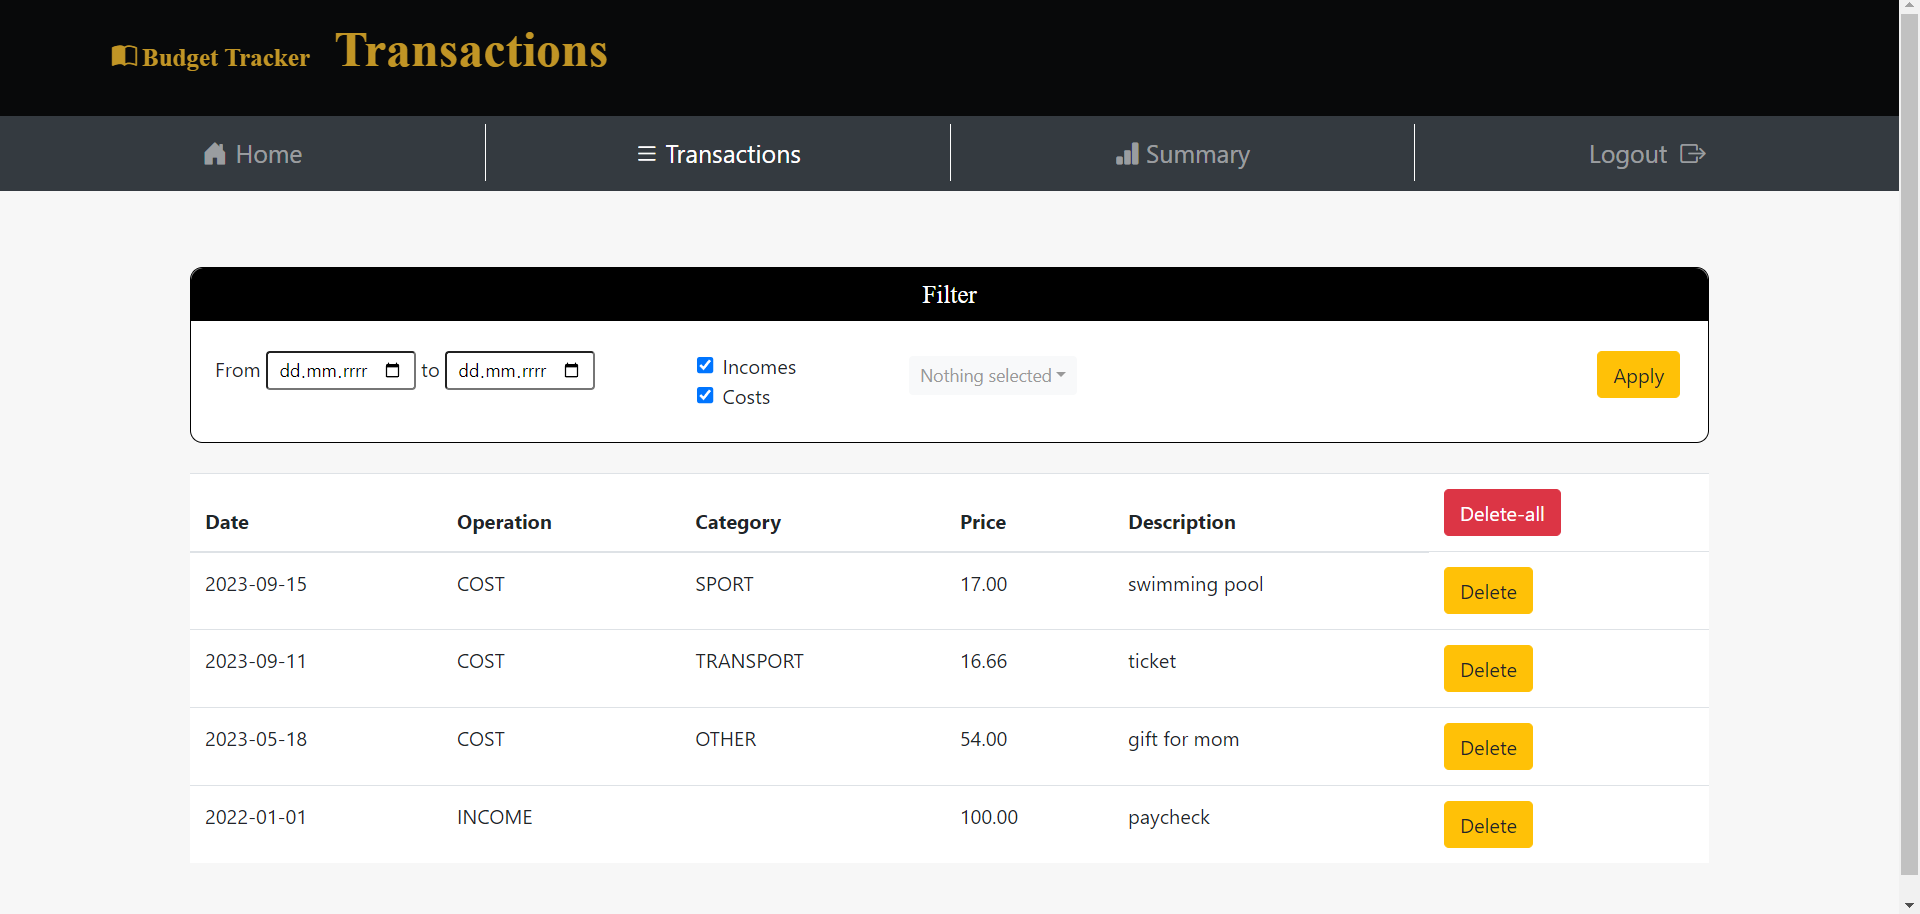 Budget Tracker Transactions
Home Transactions Summary Logout
Filter
From dd.mm.rrrr to dd.mm.rrrr Incomes Nothing selected Apply
Costs
Date Operation Category Price Description Delete-all
2023-09-15 COST SPORT 17.00 swimming pool Delete
2023-09-11 COST TRANSPORT 16.66 ticket Delete
2023-05-18 COST OTHER 54.00 gift for mom Delete
2022-01-01 INCOME 100.00 paycheck Delete